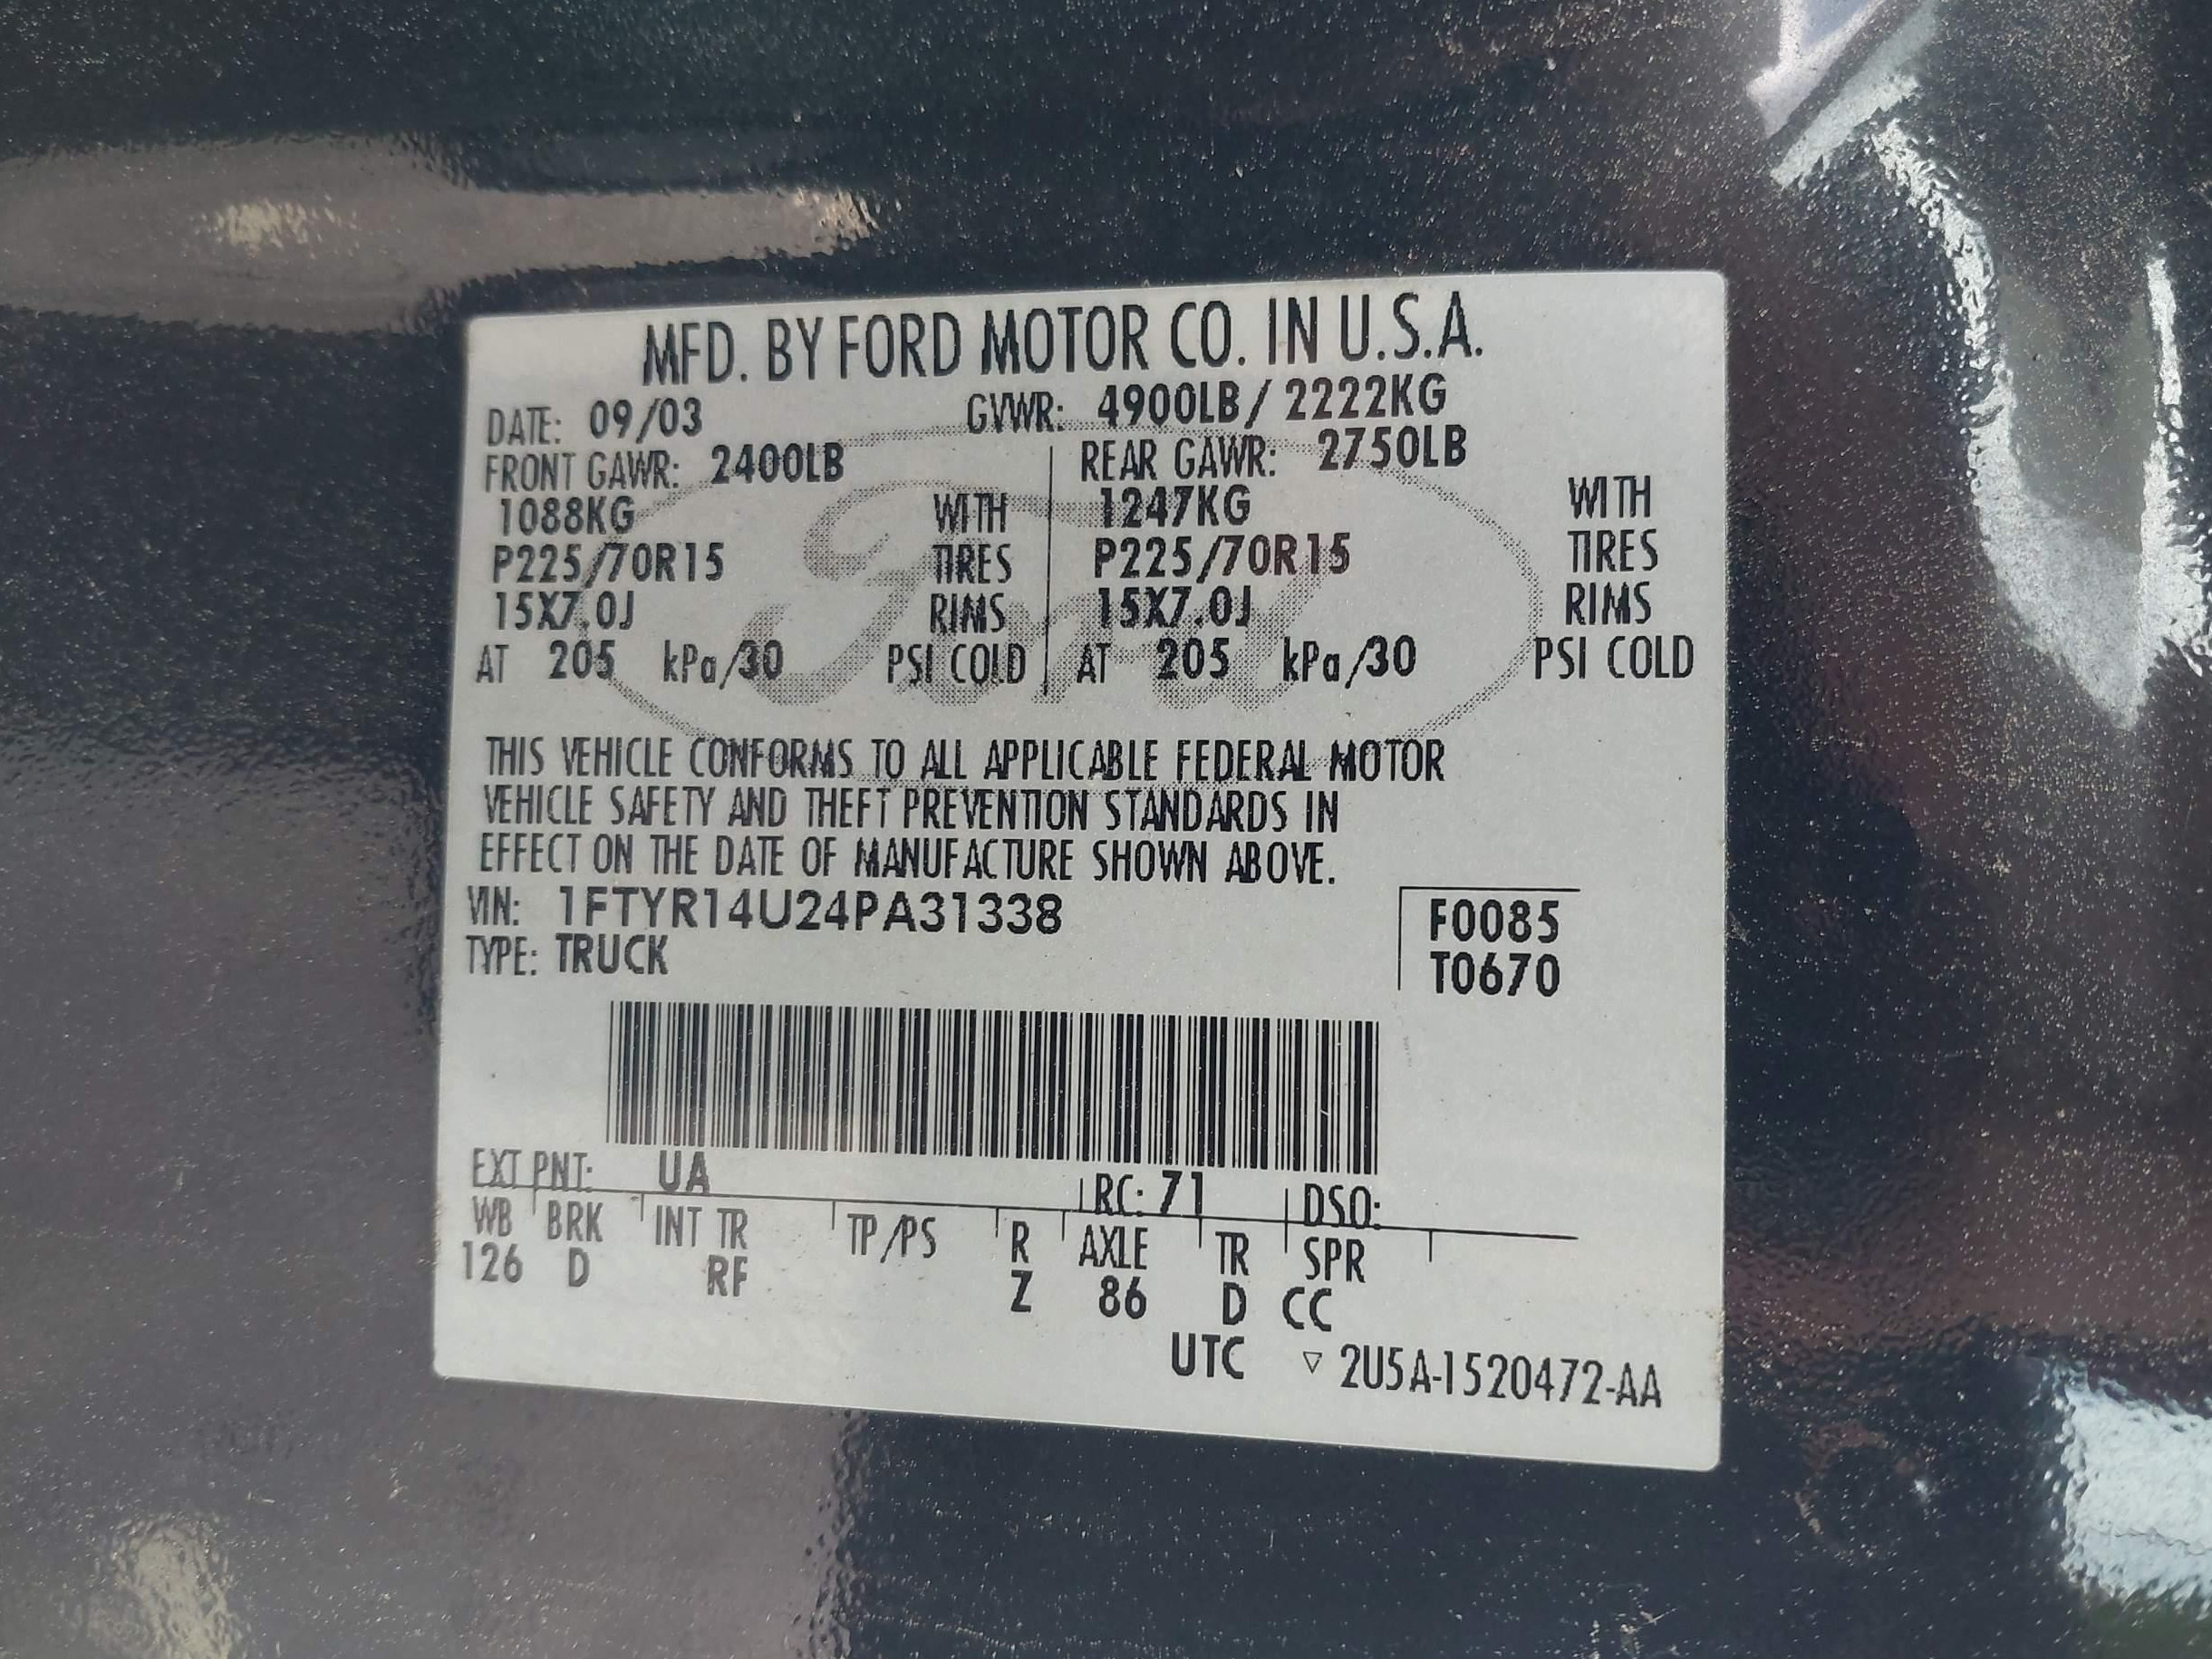 MFD. BY FORD MOTOR CO. IN U.S.A.
DATE: 09/03 GVWR: 4900LB/2222KG
FRONT GAWR: 2400LB REAR GAWR: 2750LB
1088KG WITH 1247KG WITH
P225/70R15 TIRES P225/70R15 TIRES
15X7.0J RIMS 15X7.0J RIMS
AT 205 kPa/30 PSI COLD AT 205 kPa/30 PSI COLD
Ford
THIS VEHICLE CONFORMS TO ALL APPLICABLE FEDERAL MOTOR
VEHICLE SAFETY AND THEFT PREVENTION STANDARDS IN
EFFECT ON THE DATE OF MANUFACTURE SHOWN ABOVE.
VIN: 1FTYR14U24PA31338 F0085
TYPE: TRUCK T0670
EXT PNT: UA RC: 71 DSO:
WB BRK INT TR TP/PS R AXLE TR SPR
126 D RF Z 86 D CC
UTC ▽ 2U5A-1520472-AA